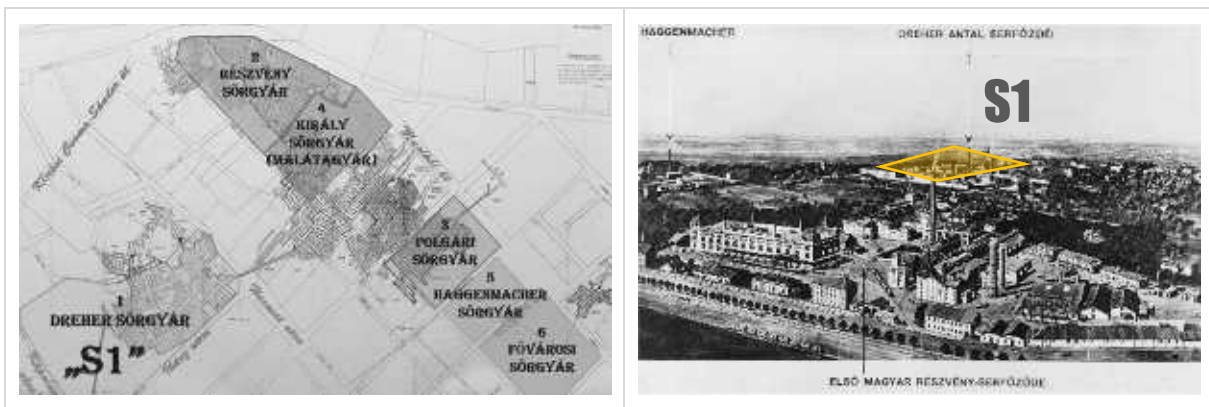 2
RÉSZVÉNY
SÖRGYÁR
4
KIRÁLY
SÖRGYÁR
(MALÁTAGYÁR)
3
POLGÁRI
SÖRGYÁR
5
HAGGENMACHER
SÖRGYÁR
6
FŐVÁROSI
SÖRGYÁR
1
DREHER SÖRGYÁR
„S1”
HAGGENMACHER
DREHER ANTAL SERFŐZDÉI
S1
ELSŐ MAGYAR RÉSZVÉNY-SERFŐZŐDE